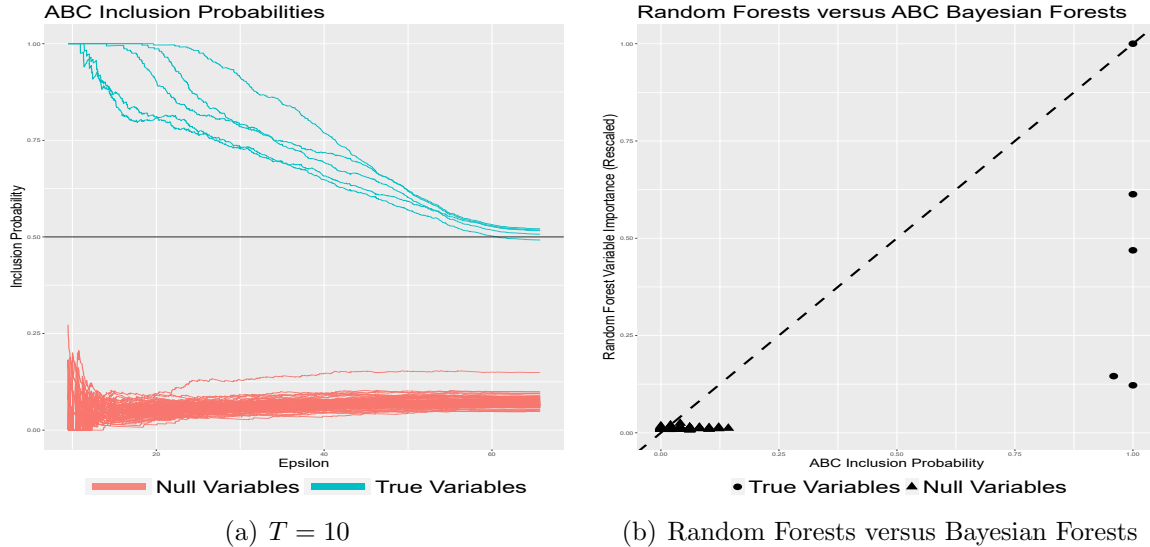 ABC Inclusion Probabilities
Inclusion Probability
1.00
0.75
0.50
0.25
0.00
20
40
60
Epsilon
Null Variables True Variables
(a) T = 10
Random Forests versus ABC Bayesian Forests
Random Forest Variable Importance (Rescaled)
1.00
0.75
0.50
0.25
0.00
0.00
0.25
0.50
0.75
1.00
ABC Inclusion Probability
True Variables Null Variables
(b) Random Forests versus Bayesian Forests